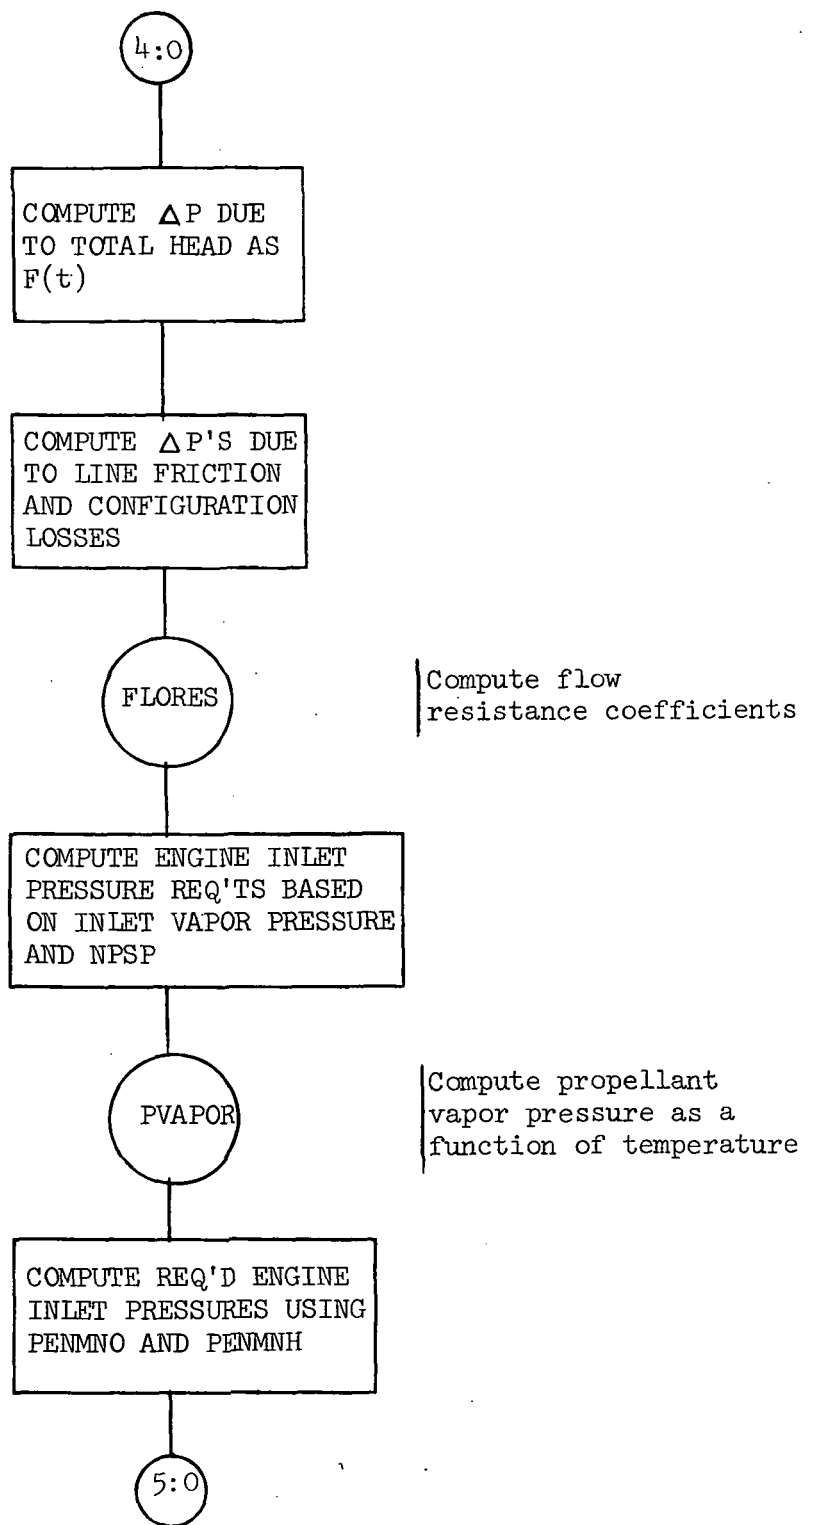 4:0
COMPUTE △P DUE
TO TOTAL HEAD AS
F(t)
COMPUTE △P'S DUE
TO LINE FRICTION
AND CONFIGURATION
LOSSES
FLORES
Compute flow
resistance coefficients
COMPUTE ENGINE INLET
PRESSURE REQ'TS BASED
ON INLET VAPOR PRESSURE
AND NPSP
PVAPOR
Compute propellant
vapor pressure as a
function of temperature
COMPUTE REQ'D ENGINE
INLET PRESSURES USING
PENMNO AND PENMNH
5:0